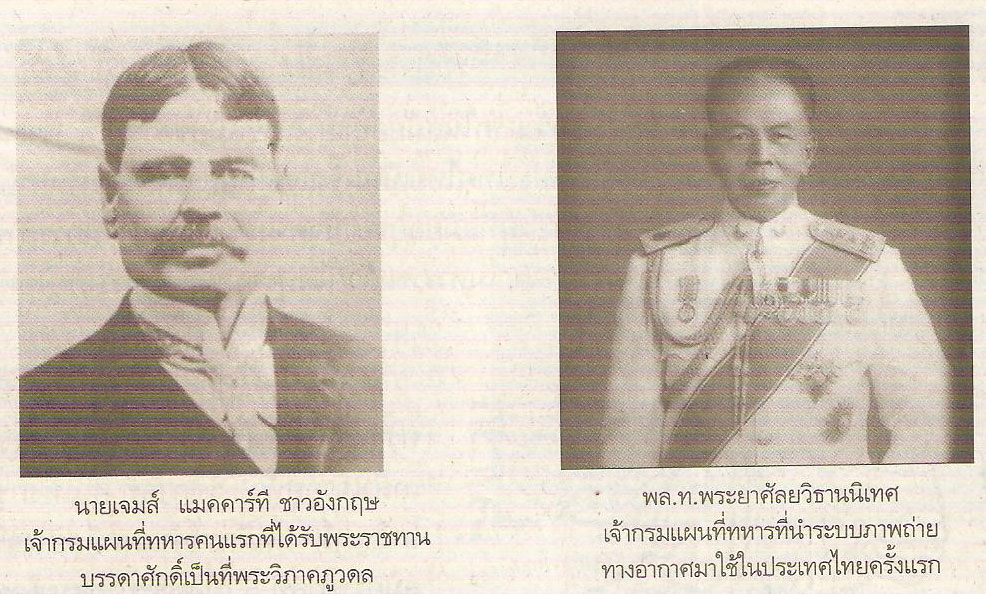 นายเจมส์ แมคคาร์ที ชาวอังกฤษ
เจ้ากรมแผนที่ทหารคนแรกที่ได้รับพระราชทาน
บรรดาศักดิ์เป็นที่พระวิภาคภูวดล
พล.ท.พระยาศัลยวิธานนิเทศ
เจ้ากรมแผนที่ทหารที่นำระบบภาพถ่าย
ทางอากาศมาใช้ในประเทศไทยครั้งแรก